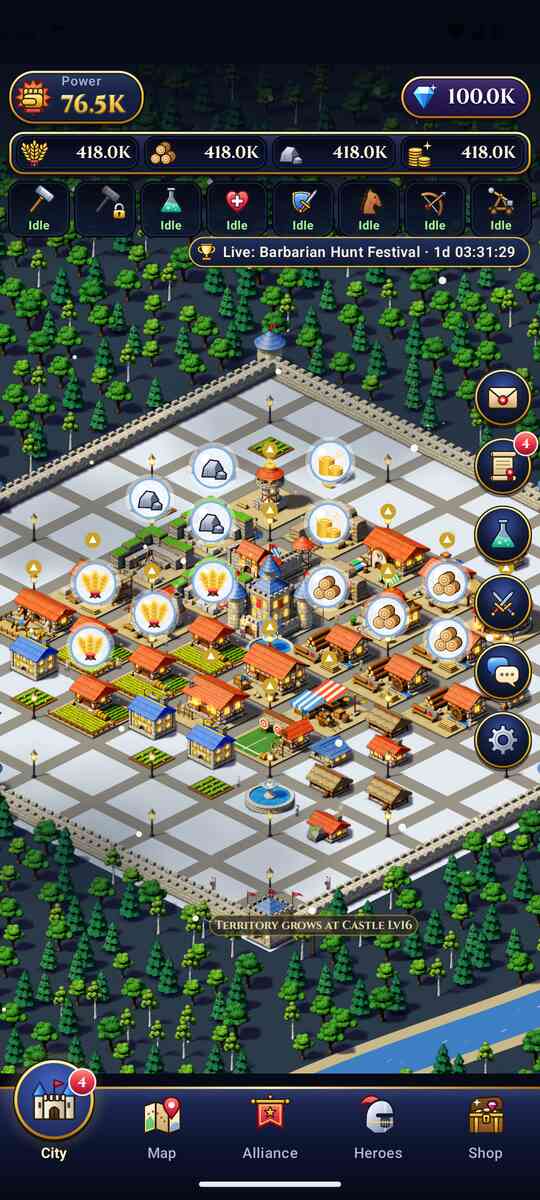 Power
76.5K
100.0K
418.0K 418.0K 418.0K 418.0K
Idle Idle Idle Idle Idle Idle Idle
Live: Barbarian Hunt Festival · 1d 03:31:29
4
Territory grows at Castle Lv16
4
City Map Alliance Heroes Shop